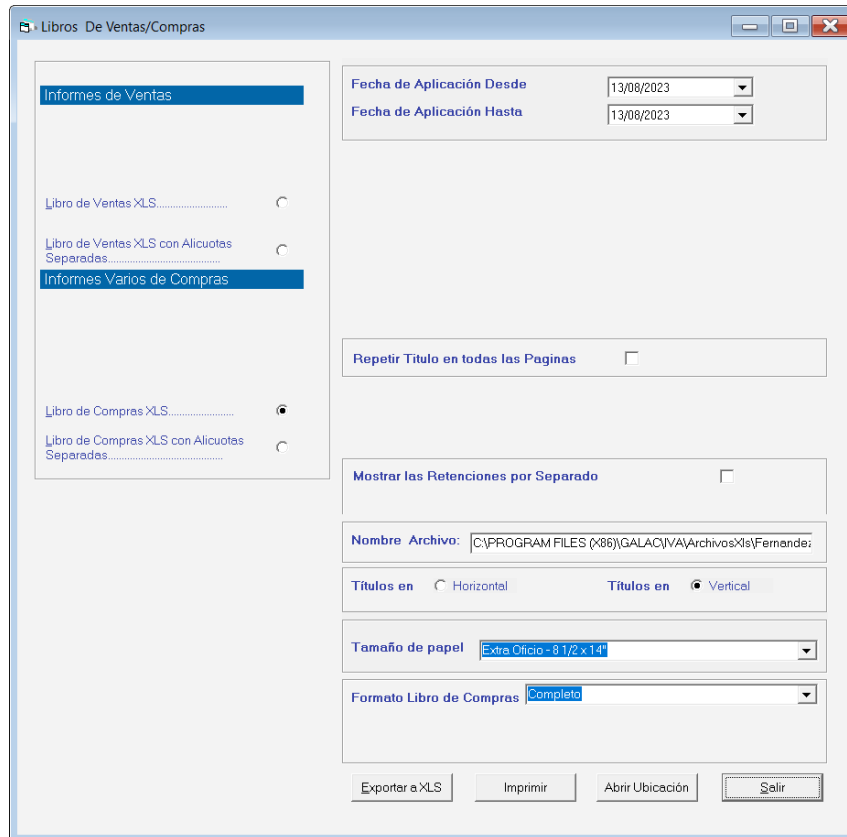 Libros De Ventas/Compras
Informes de Ventas
Libro de Ventas XLS..........................
Libro de Ventas XLS con Alicuotas
Separadas.........................................
Informes Varios de Compras
Libro de Compras XLS........................
Libro de Compras XLS con Alicuotas
Separadas..........................................
Fecha de Aplicación Desde 13/08/2023
Fecha de Aplicación Hasta 13/08/2023
Repetir Titulo en todas las Paginas
Mostrar las Retenciones por Separado
Nombre Archivo: C:\PROGRAM FILES (X86)\GALAC\IVA\ArchivosXls\Fernandez
Títulos en Horizontal Títulos en Vertical
Tamaño de papel Extra Oficio - 8 1/2 x 14"
Formato Libro de Compras Completo
Exportar a XLS Imprimir Abrir Ubicación Salir